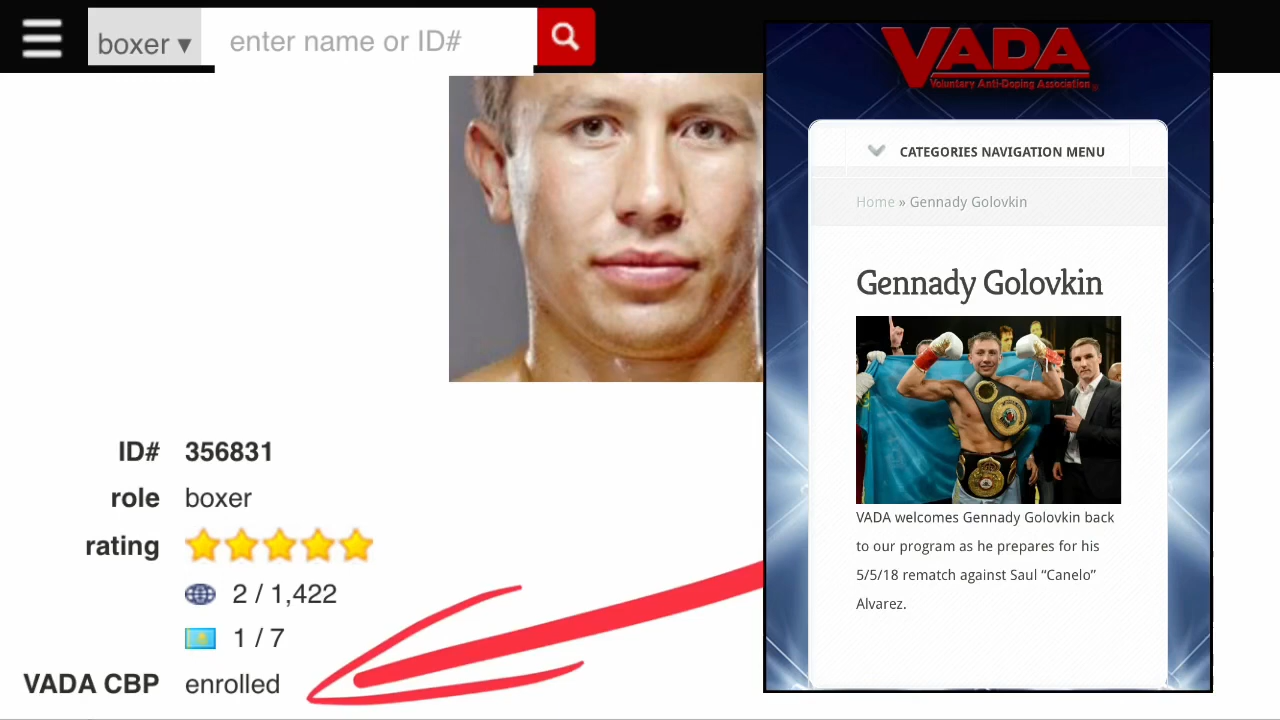 boxer ▾ enter name or ID#
ID# 356831
role boxer
rating
2 / 1,422
1 / 7
VADA CBP enrolled
VADA
Voluntary Anti-Doping Association
CATEGORIES NAVIGATION MENU
Home » Gennady Golovkin
Gennady Golovkin
VADA welcomes Gennady Golovkin back
to our program as he prepares for his
5/5/18 rematch against Saul “Canelo”
Alvarez.